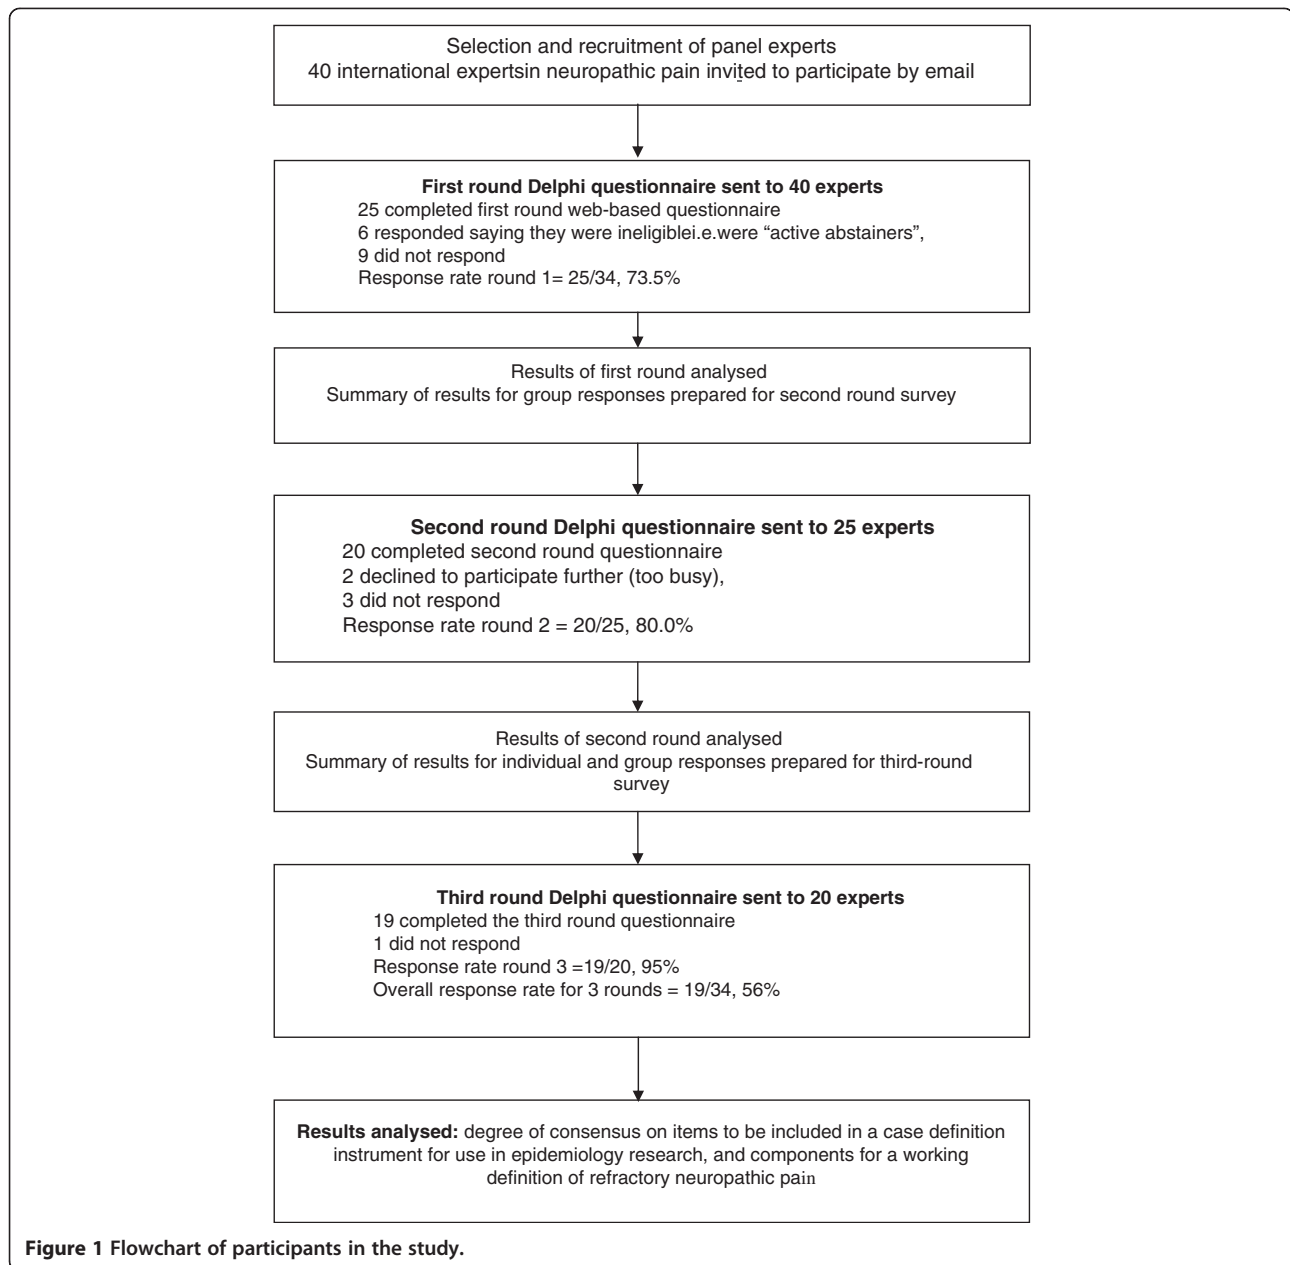 Selection and recruitment of panel experts
40 international expertsin neuropathic pain invited to participate by email
First round Delphi questionnaire sent to 40 experts
25 completed first round web-based questionnaire
6 responded saying they were ineligiblei.e.were “active abstainers”,
9 did not respond
Response rate round 1= 25/34, 73.5%
Results of first round analysed
Summary of results for group responses prepared for second round survey
Second round Delphi questionnaire sent to 25 experts
20 completed second round questionnaire
2 declined to participate further (too busy),
3 did not respond
Response rate round 2 = 20/25, 80.0%
Results of second round analysed
Summary of results for individual and group responses prepared for third-round
survey
Third round Delphi questionnaire sent to 20 experts
19 completed the third round questionnaire
1 did not respond
Response rate round 3 =19/20, 95%
Overall response rate for 3 rounds = 19/34, 56%
Results analysed: degree of consensus on items to be included in a case definition
instrument for use in epidemiology research, and components for a working
definition of refractory neuropathic pain
Figure 1 Flowchart of participants in the study.